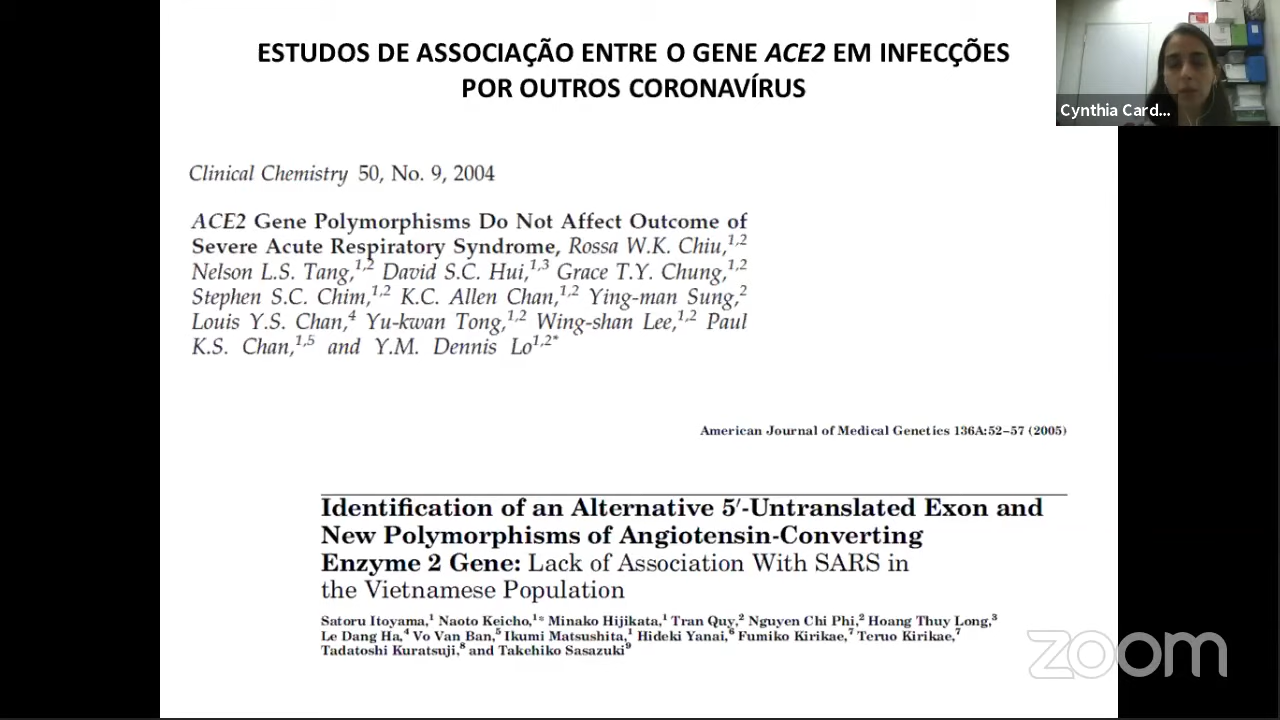 ESTUDOS DE ASSOCIAÇÃO ENTRE O GENE ACE2 EM INFECÇÕES
POR OUTROS CORONAVÍRUS
Cynthia Card...
Clinical Chemistry 50, No. 9, 2004
ACE2 Gene Polymorphisms Do Not Affect Outcome of
Severe Acute Respiratory Syndrome, Rossa W.K. Chiu,1,2
Nelson L.S. Tang,1,2 David S.C. Hui,1,3 Grace T.Y. Chung,1,2
Stephen S.C. Chim,1,2 K.C. Allen Chan,1,2 Ying-man Sung,2
Louis Y.S. Chan,4 Yu-kwan Tong,1,2 Wing-shan Lee,1,2 Paul
K.S. Chan,1,5 and Y.M. Dennis Lo1,2*
American Journal of Medical Genetics 136A:52–57 (2005)
Identification of an Alternative 5′-Untranslated Exon and
New Polymorphisms of Angiotensin-Converting
Enzyme 2 Gene: Lack of Association With SARS in
the Vietnamese Population
Satoru Itoyama,1 Naoto Keicho,1* Minako Hijikata,1 Tran Quy,2 Nguyen Chi Phi,2 Hoang Thuy Long,3
Le Dang Ha,4 Vo Van Ban,5 Ikumi Matsushita,1 Hideki Yanai,6 Fumiko Kirikae,7 Teruo Kirikae,7
Tadatoshi Kuratsuji,8 and Takehiko Sasazuki9
zoom